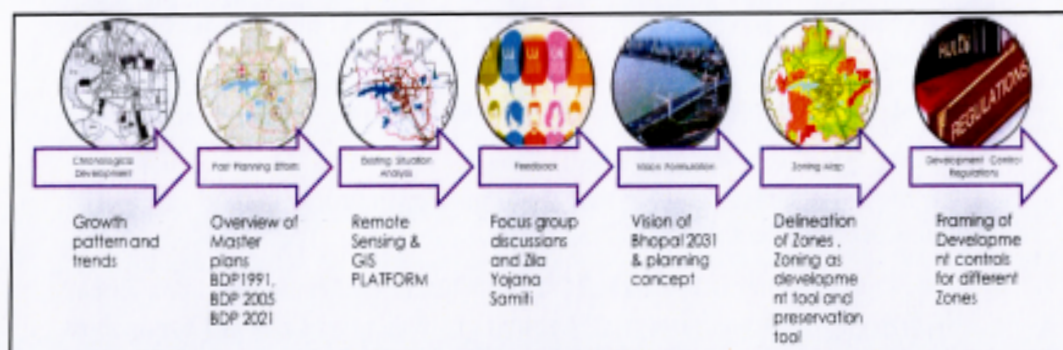 REGULATIONS
Chronological
Development
Past Planning Efforts
Existing Situation
Analysis
Feedback
Vision Formulation
Zoning Map
Development Control
Regulations
Growth
pattern and
trends
Overview of
Master
plans
BDP1991,
BDP 2005
BDP 2021
Remote
Sensing &
GIS
PLATFORM
Focus group
discussions
and Zila
Yojana
Samiti
Vision of
Bhopal 2031
& planning
concept
Delineation
of Zones .
Zoning as
developme
nt tool and
preservation
tool
Framing of
Developme
nt controls
for different
Zones